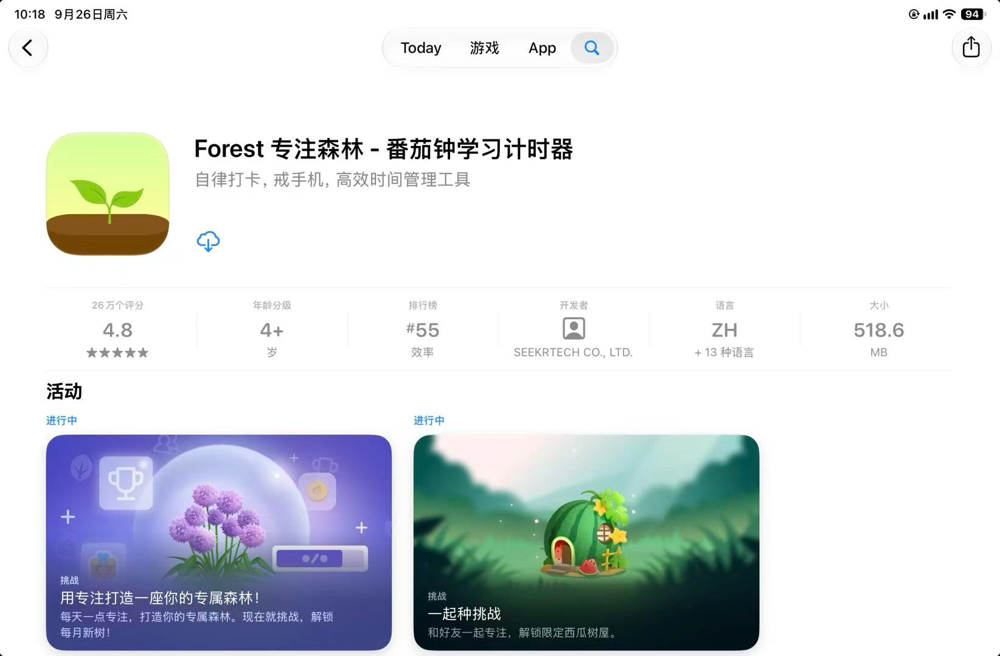 10:18 9月26日周六
94
Today 游戏 App
Forest 专注森林 - 番茄钟学习计时器
自律打卡, 戒手机, 高效时间管理工具
26万个评分
4.8
年龄分级
4+
岁
排行榜
#55
效率
开发者
SEEKRTECH CO., LTD.
语言
ZH
+ 13 种语言
大小
518.6
MB
活动
进行中
挑战
用专注打造一座你的专属森林！
每天一点专注，打造你的专属森林。现在就挑战，解锁
每月新树！
进行中
挑战
一起种挑战
和好友一起专注，解锁限定西瓜树屋。